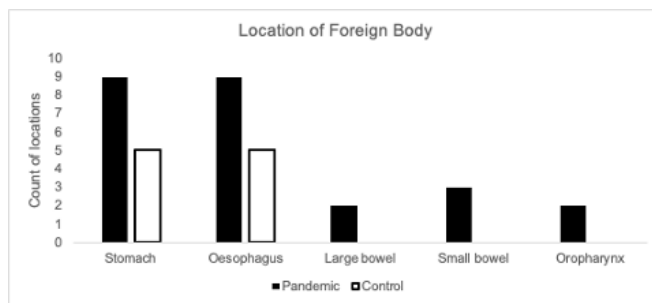 Location of Foreign Body
Count of locations
10
9
8
7
6
5
4
3
2
1
0
Stomach Oesophagus Large bowel Small bowel Oropharynx
Pandemic Control